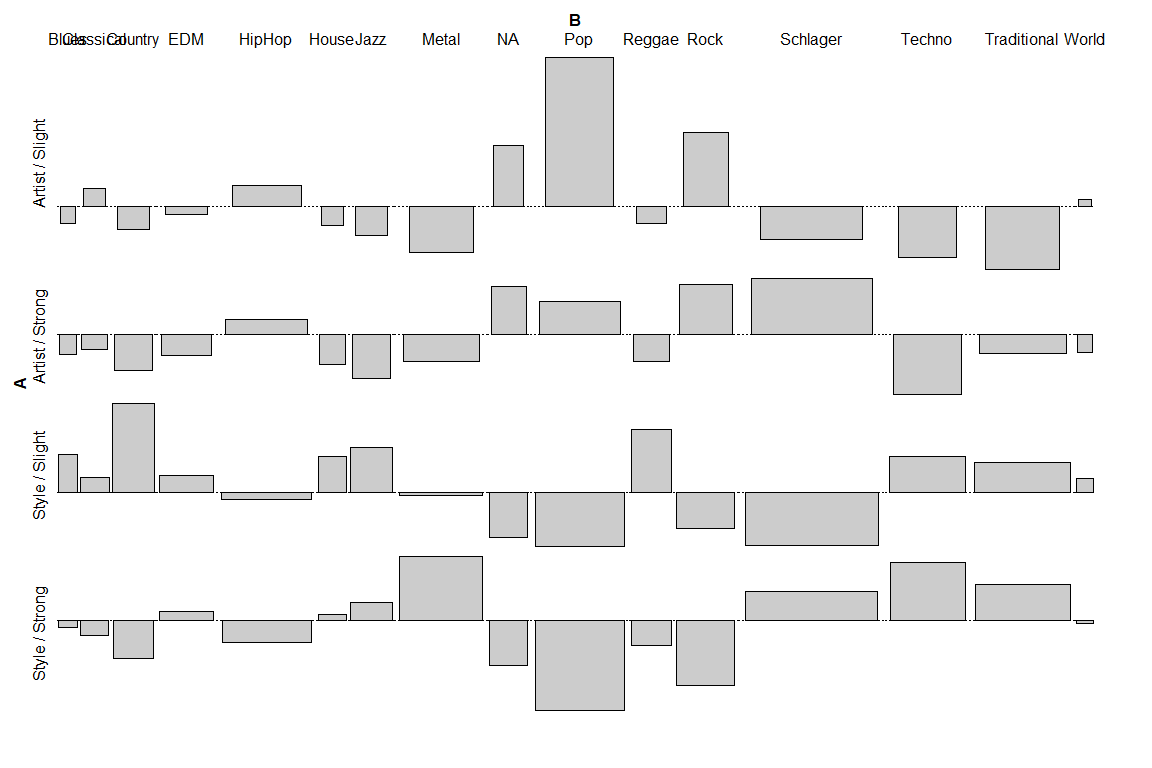 B
Blues Classical Country EDM HipHop House Jazz Metal NA Pop Reggae Rock Schlager Techno Traditional World
Artist / Slight
Artist / Strong
A
Style / Slight
Style / Strong